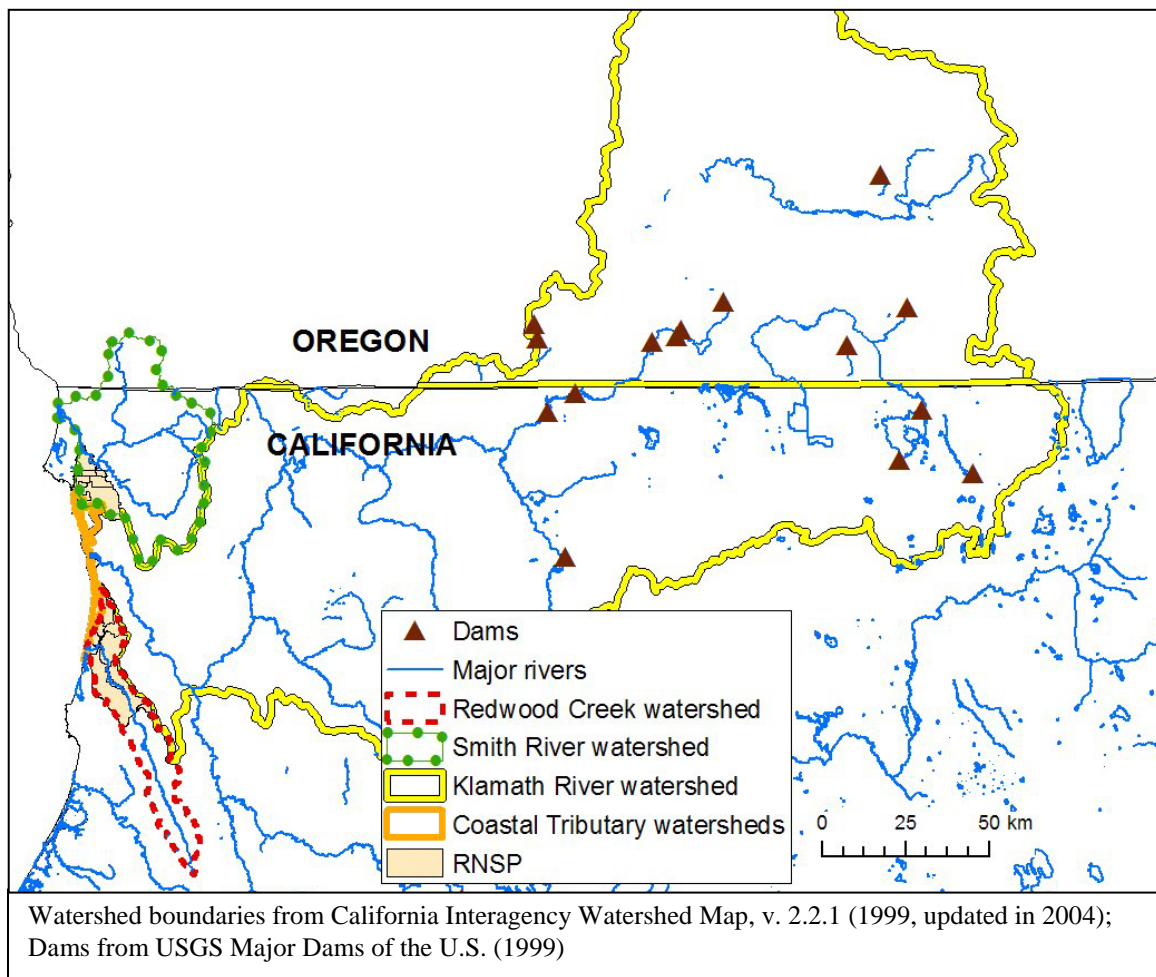 OREGON
CALIFORNIA
Dams
Major rivers
Redwood Creek watershed
Smith River watershed
Klamath River watershed
Coastal Tributary watersheds
RNSP
0 25 50 km
Watershed boundaries from California Interagency Watershed Map, v. 2.2.1 (1999, updated in 2004);
Dams from USGS Major Dams of the U.S. (1999)